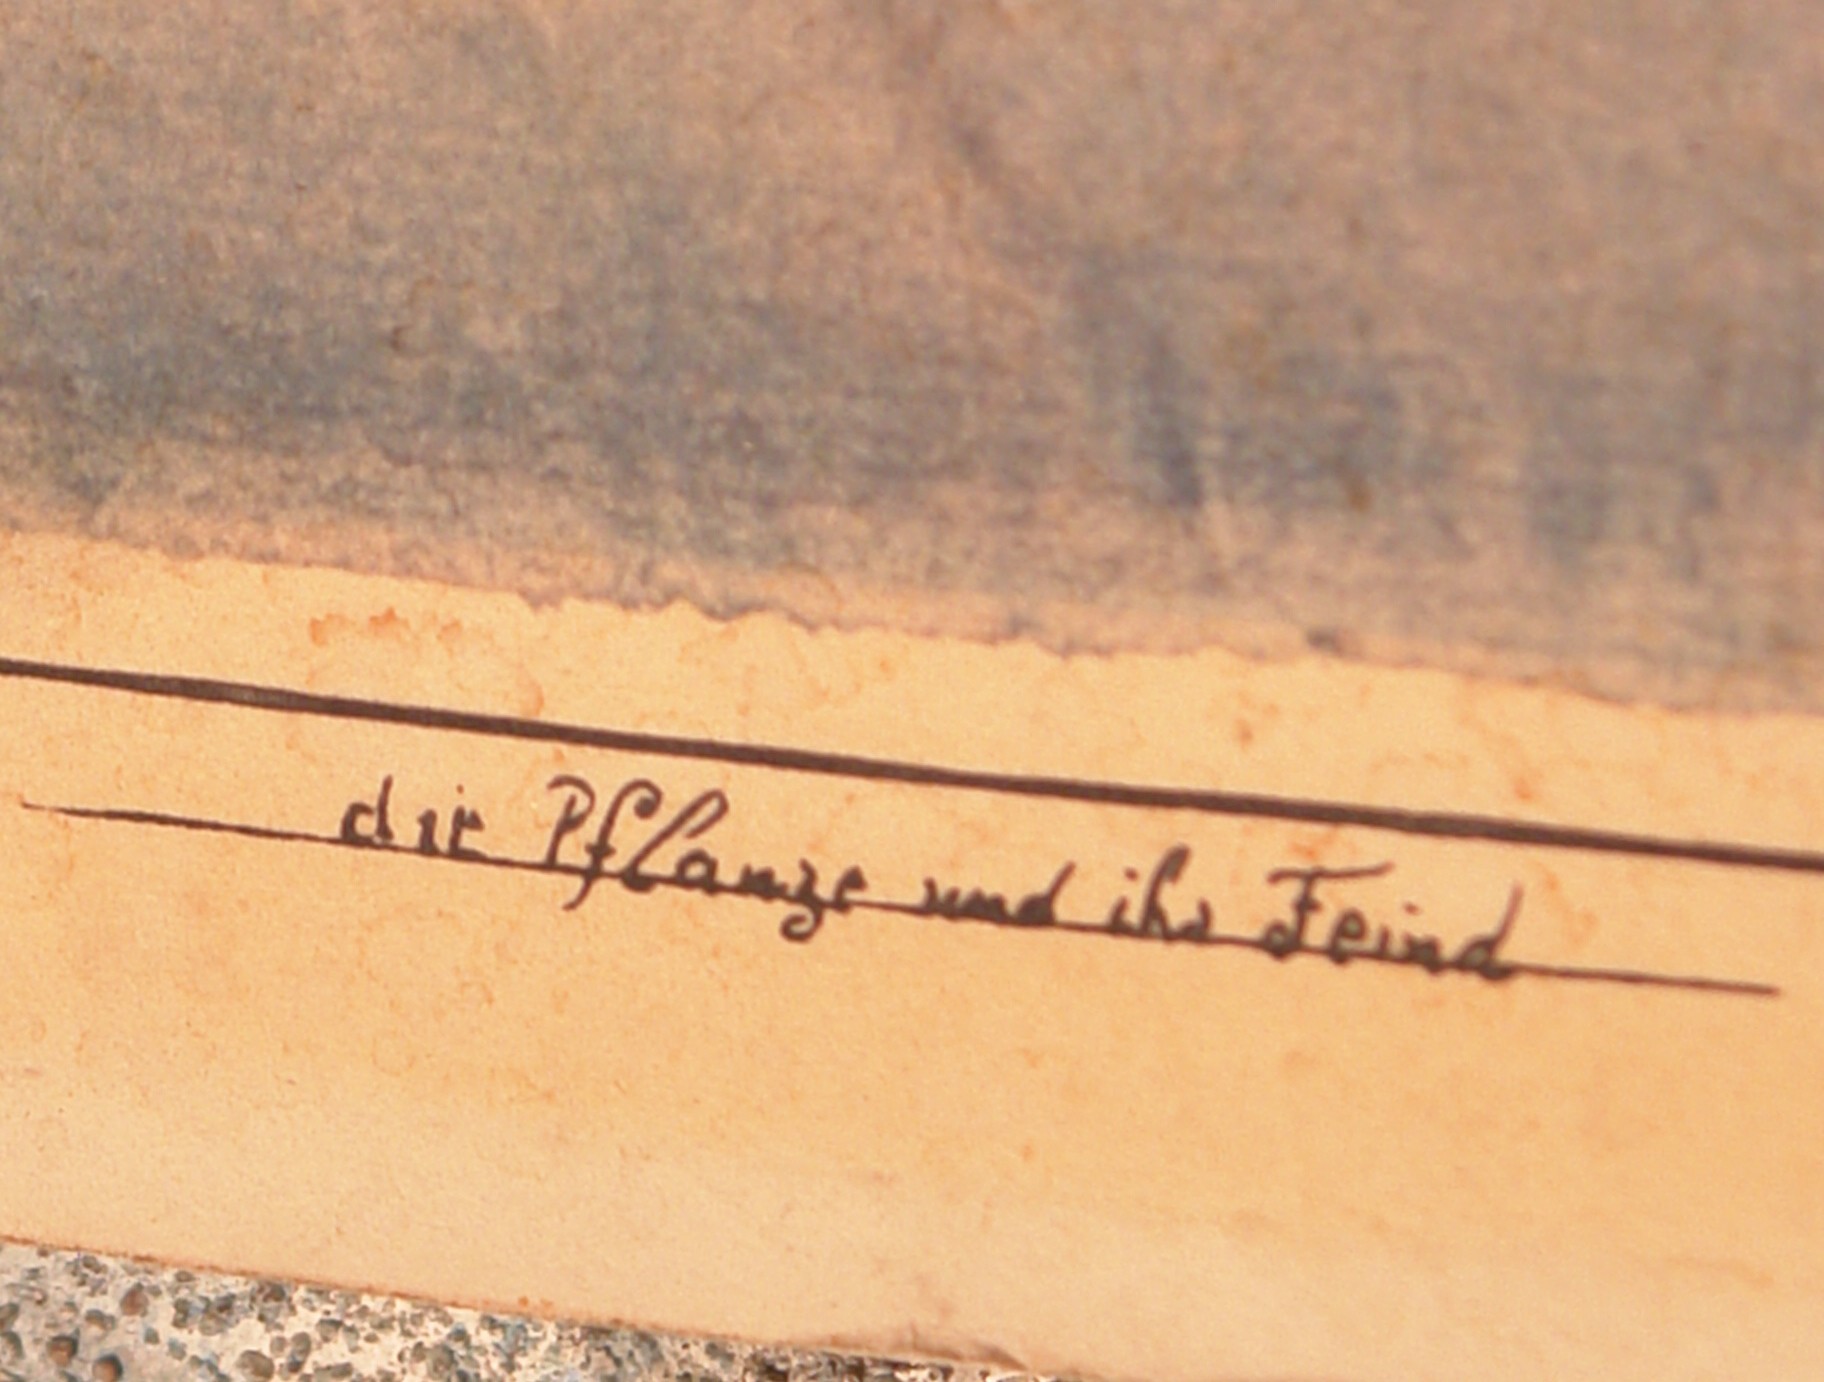 die Pflanze und ihr Feind